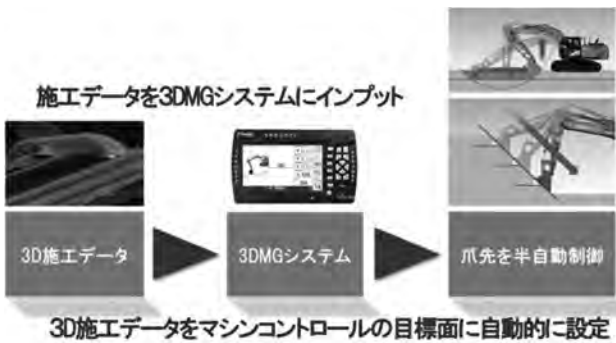 施工データを3DMGシステムにインプット
3D施工データ
3DMGシステム
爪先を半自動制御
3D施工データをマシンコントロールの目標面に自動的に設定